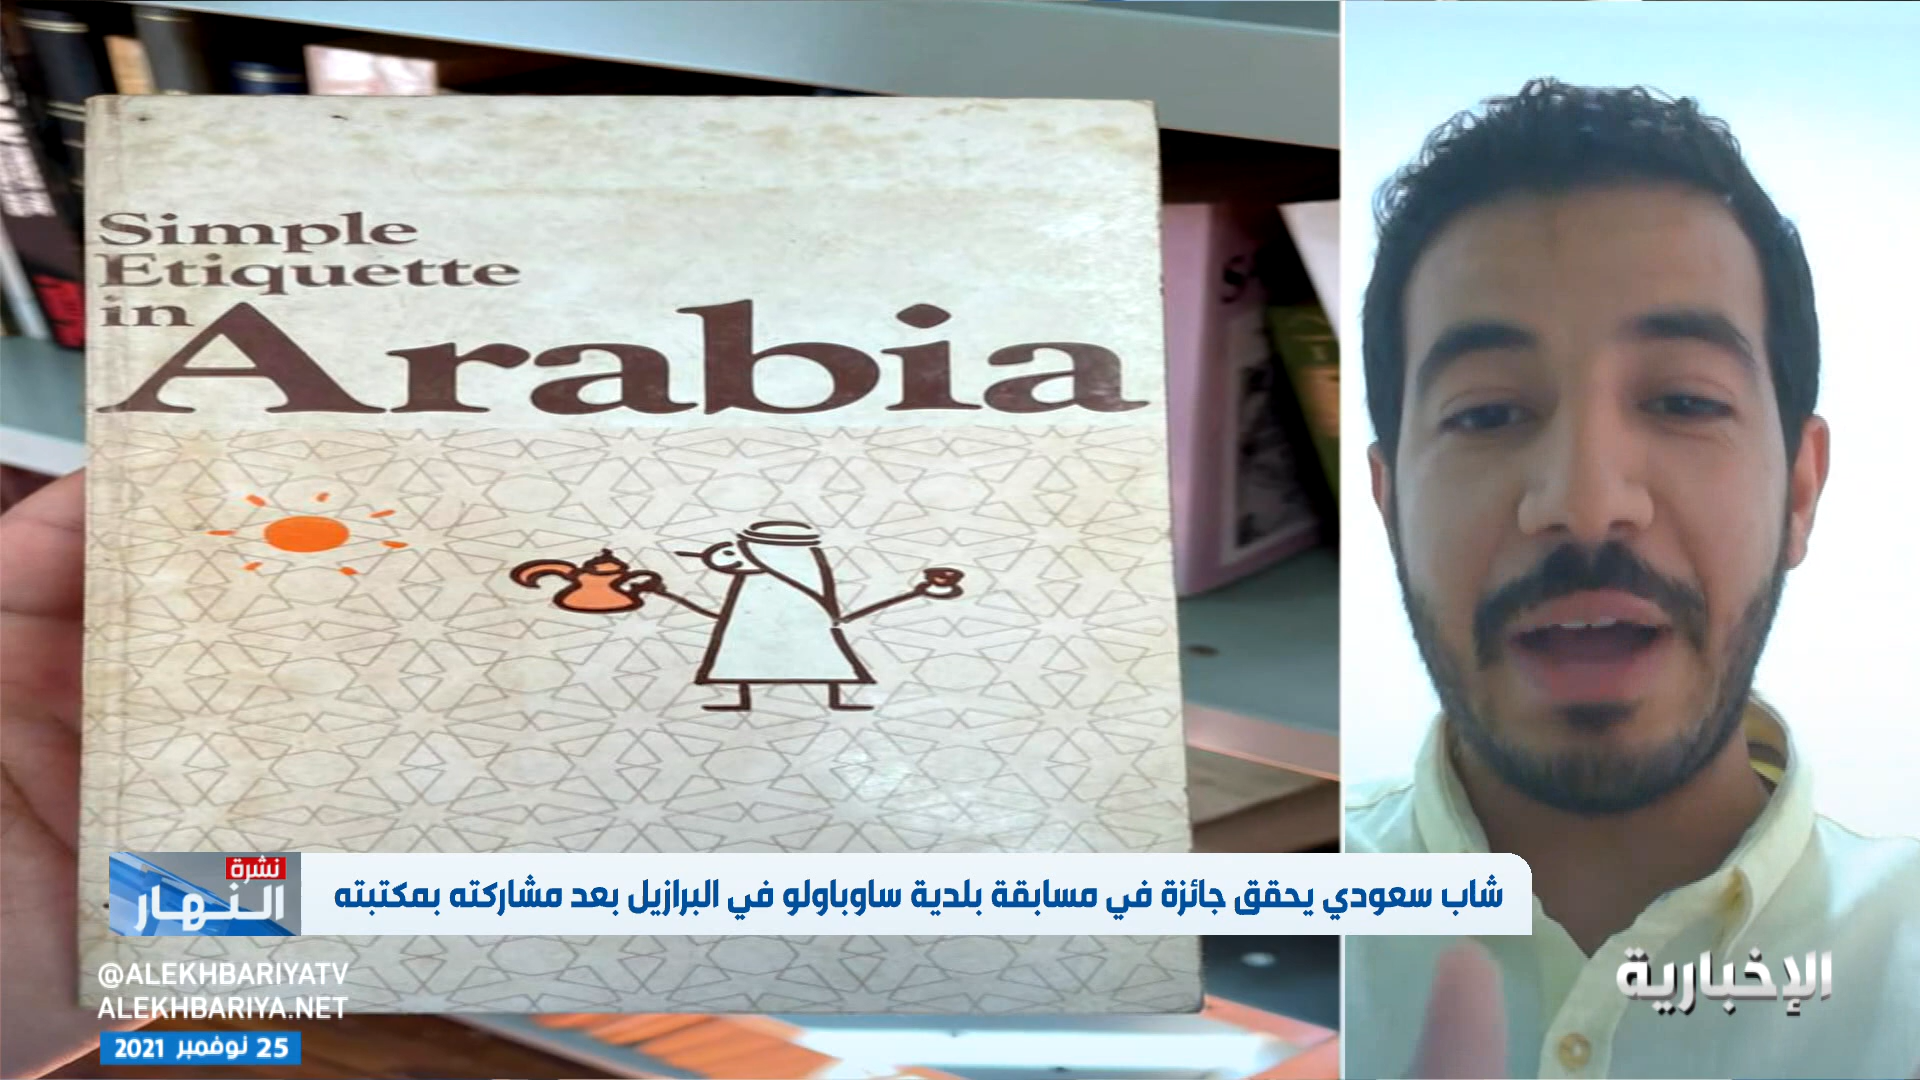 Simple
Etiquette
in
Arabia
نشرة
النهار
شاب سعودي يحقق جائزة في مسابقة بلدية ساوباولو في البرازيل بعد مشاركته بمكتبته
@ALEKHBARIYATV
ALEKHBARIYA.NET
25 نوفمبر 2021
الإخبارية